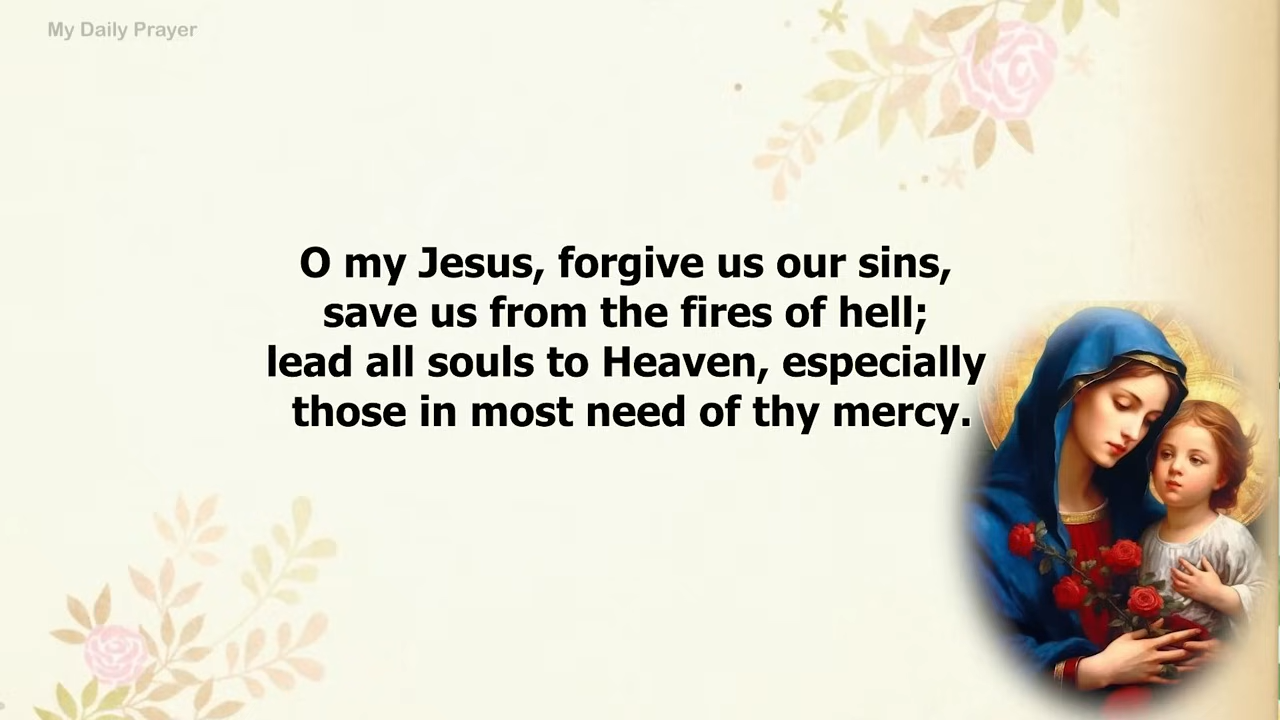 My Daily Prayer
O my Jesus, forgive us our sins,
save us from the fires of hell;
lead all souls to Heaven, especially
those in most need of thy mercy.